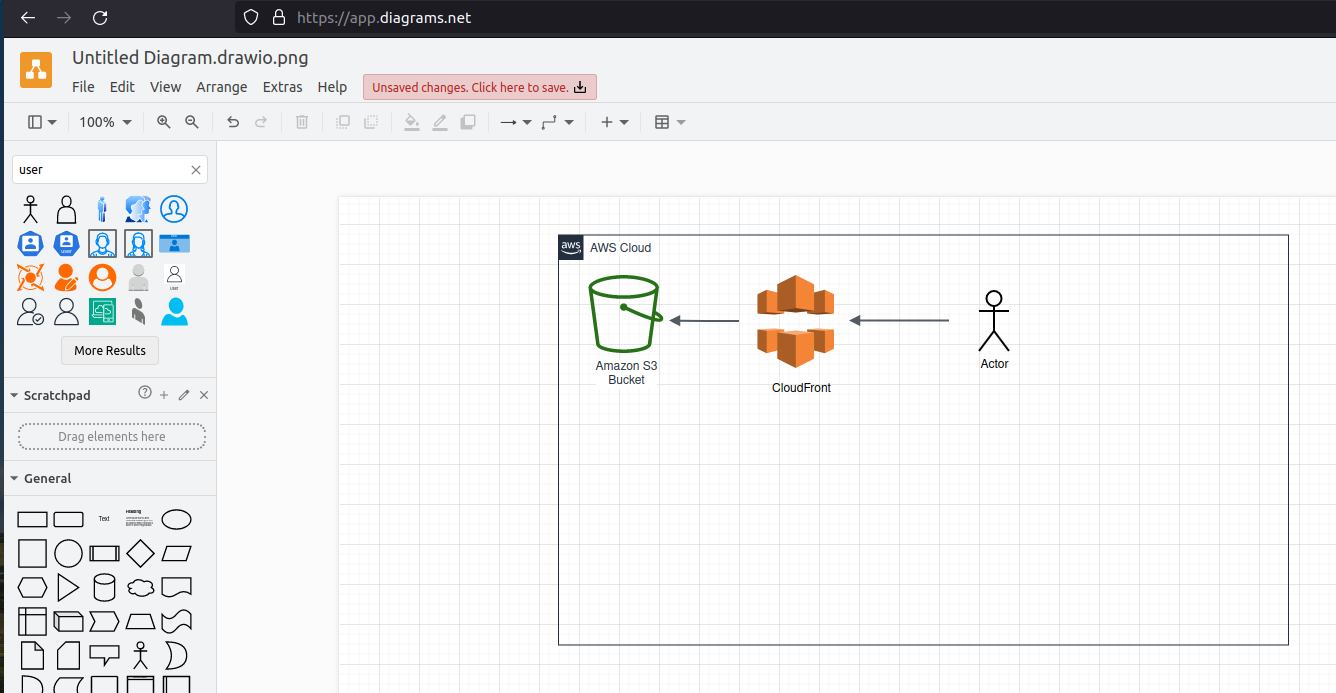 https://app.diagrams.net
Untitled Diagram.drawio.png
File Edit View Arrange Extras Help Unsaved changes. Click here to save.
100%
user
More Results
Scratchpad
Drag elements here
General
Text
Heading
aws AWS Cloud
Amazon S3
Bucket
CloudFront
Actor